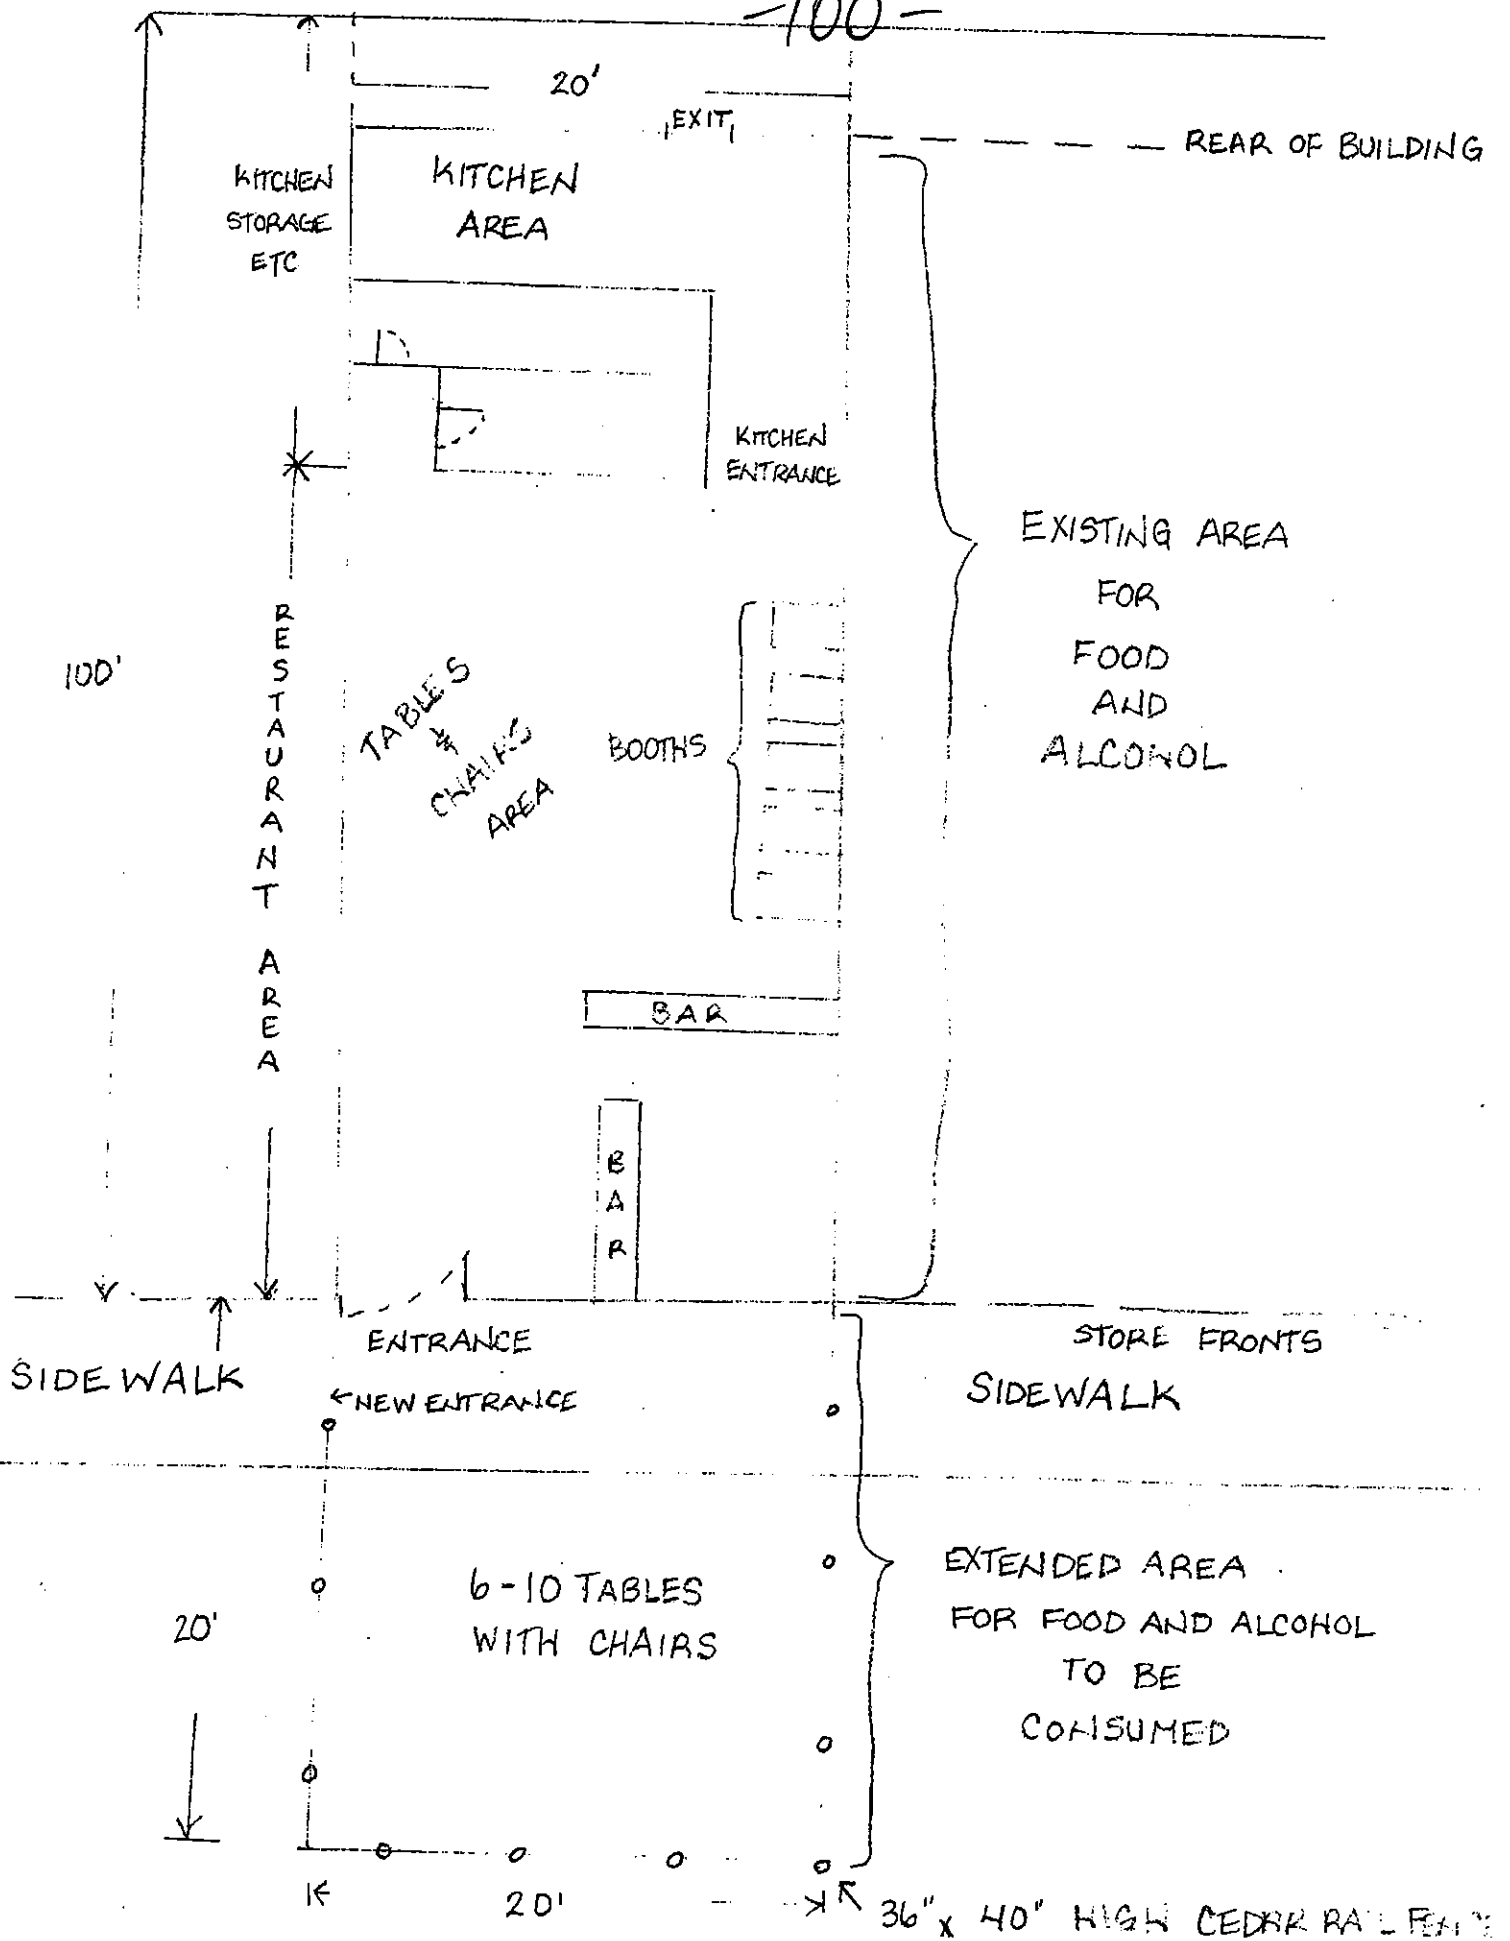 -100-
20'
EXIT
REAR OF BUILDING
KITCHEN
STORAGE
ETC
KITCHEN
AREA
KITCHEN
ENTRANCE
EXISTING AREA
FOR
FOOD
AND
ALCOHOL
100'
RESTAURANT AREA
TABLES
&
CHAIRS
AREA
BOOTHS
BAR
BAR
ENTRANCE
STORE FRONTS
SIDEWALK
←NEW ENTRANCE
SIDEWALK
20'
6-10 TABLES
WITH CHAIRS
EXTENDED AREA
FOR FOOD AND ALCOHOL
TO BE
CONSUMED
20'
36" x 40" HIGH CEDAR RAIL